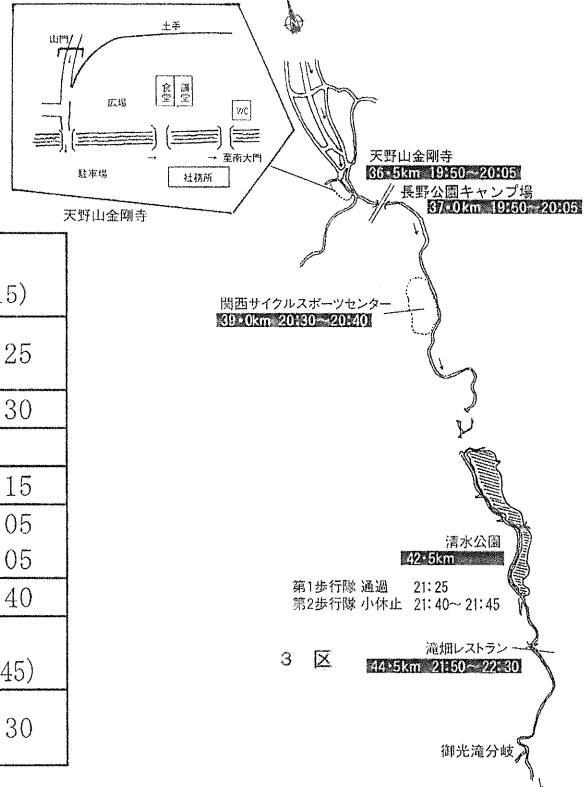 山門
土平
広場
食堂
講堂
WC
駐車場
→
→ 至南大門
社務所
天野山金剛寺
天野山金剛寺
36・5km 19:50～20:05
長野公園キャンプ場
37・0km 19:50～20:05
関西サイクルスポーツセンター
39・0km 20:30～20:40
清水公園
42・5km
第1歩行隊 通過 21:25
第2歩行隊 小休止 21:40～21:45
滝畑レストラン
44・5km 21:50～22:30
3 区
御光滝分岐
5)
25
30
15
05
05
40
45)
30